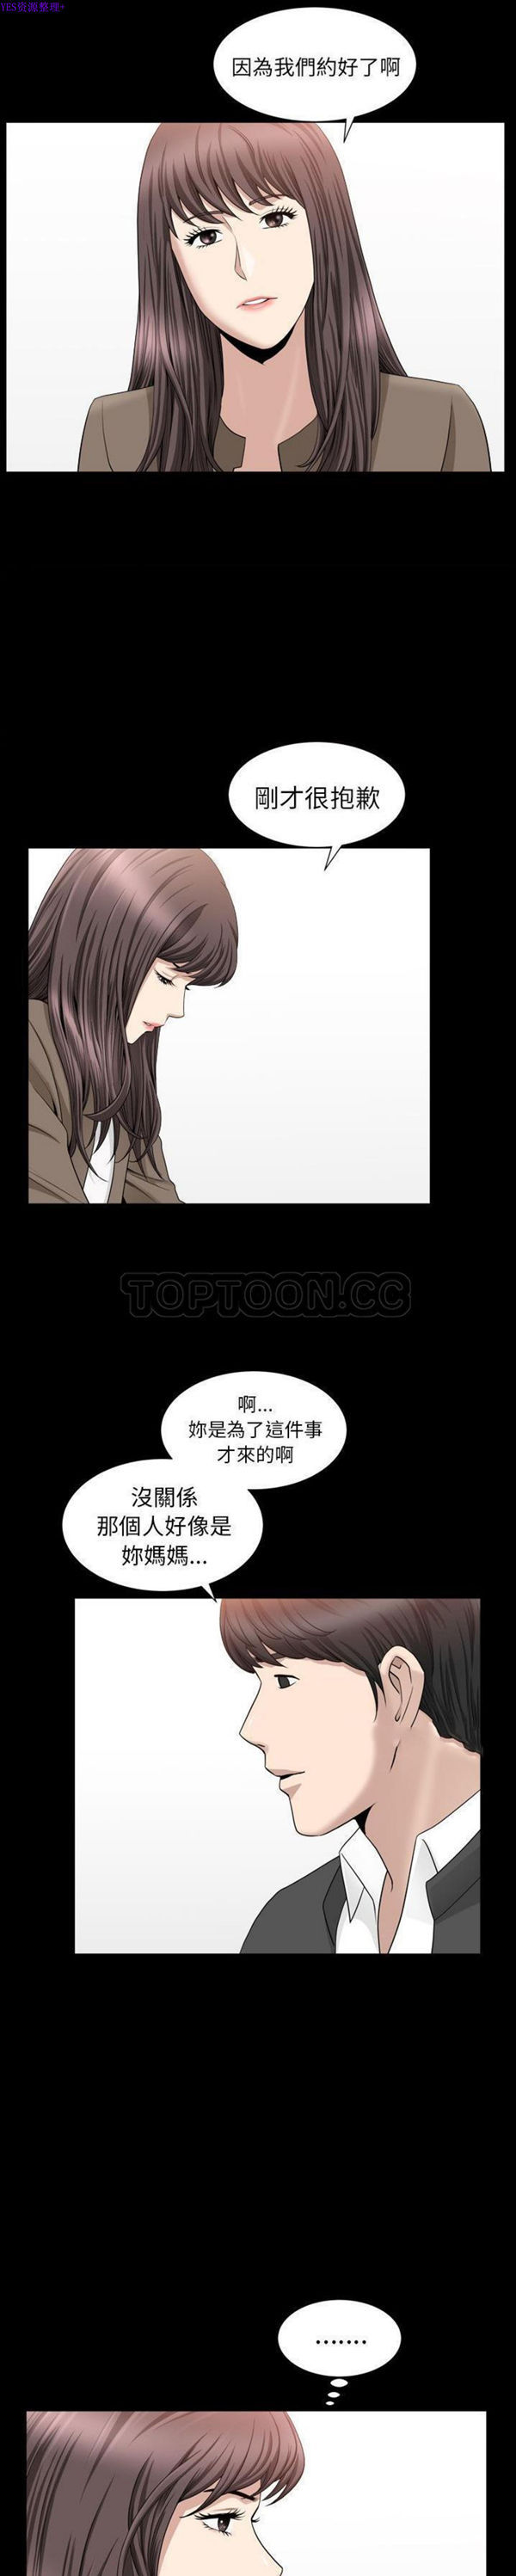 YES资源整理+
因為我們約好了啊
剛才很抱歉
TOPTOON.CC
啊...
妳是為了這件事
才來的啊
沒關係
那個人好像是
妳媽媽...
.......